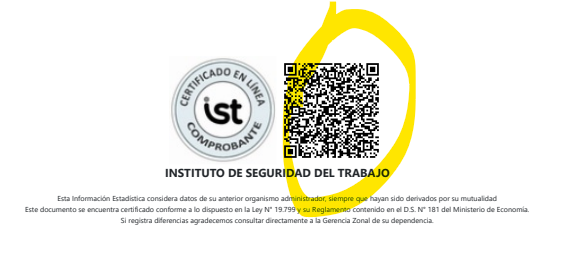 CERTIFICADO EN LÍNEA
ist
COMPROBANTE
INSTITUTO DE SEGURIDAD DEL TRABAJO
Esta Información Estadística considera datos de su anterior organismo administrador, siempre que hayan sido derivados por su mutualidad
Este documento se encuentra certificado conforme a lo dispuesto en la Ley N° 19.799 y su Reglamento contenido en el D.S. N° 181 del Ministerio de Economía.
Si registra diferencias agradecemos consultar directamente a la Gerencia Zonal de su dependencia.